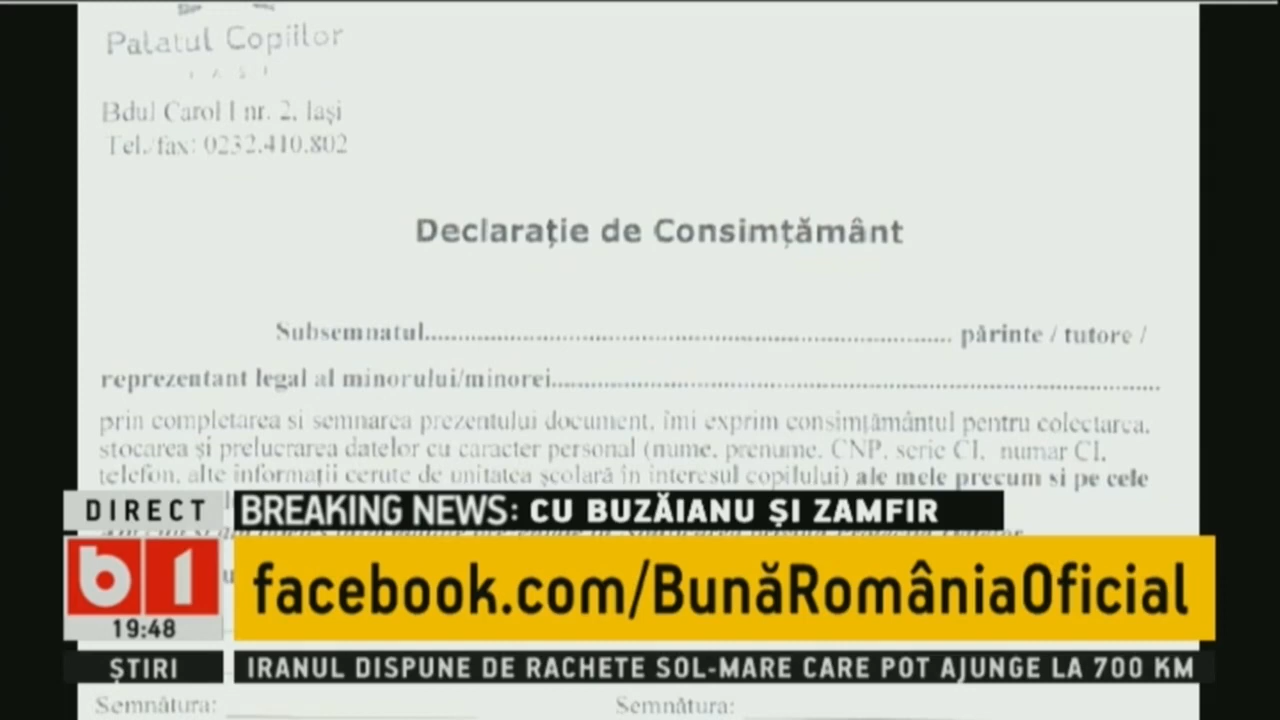 Palatul Copiilor
I A S I
Bdul Carol I nr. 2, Iași
Tel./fax: 0232.410.802
Declarație de Consimțământ
Subsemnatul.......................................................................................... părinte / tutore /
reprezentant legal al minorului/minorei..........................................................................................
prin completarea si semnarea prezentului document, îmi exprim consimțământul pentru colectarea,
stocarea și prelucrarea datelor cu caracter personal (nume, prenume, CNP, serie CI, numar CI,
telefon, alte informații cerute de unitatea școlară în interesul copilului) ale mele precum si pe cele
DIRECT
BREAKING NEWS: CU BUZĂIANU ȘI ZAMFIR
b1
facebook.com/BunăRomâniaOficial
19:48
ȘTIRI
IRANUL DISPUNE DE RACHETE SOL-MARE CARE POT AJUNGE LA 700 KM
Semnătura: ____________________ Semnătura: ____________________